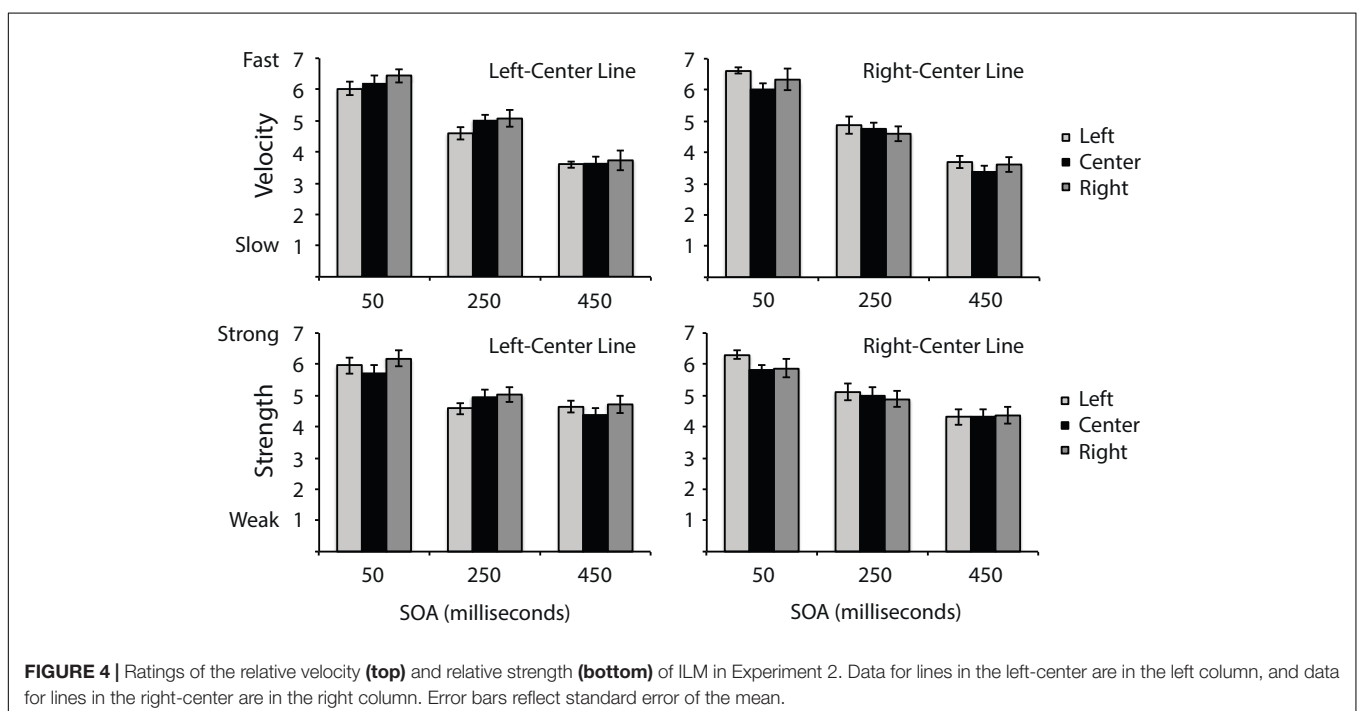 Fast 7 Left-Center Line
6
5
4
3
2
Slow 1
Velocity
50 250 450
7 Right-Center Line
6
5
4
3
2
1
50 250 450
Left
Center
Right
Strong 7 Left-Center Line
6
5
4
3
2
Weak 1
Strength
50 250 450
SOA (milliseconds)
7 Right-Center Line
6
5
4
3
2
1
50 250 450
SOA (milliseconds)
Left
Center
Right
FIGURE 4 | Ratings of the relative velocity (top) and relative strength (bottom) of ILM in Experiment 2. Data for lines in the left-center are in the left column, and data
for lines in the right-center are in the right column. Error bars reflect standard error of the mean.